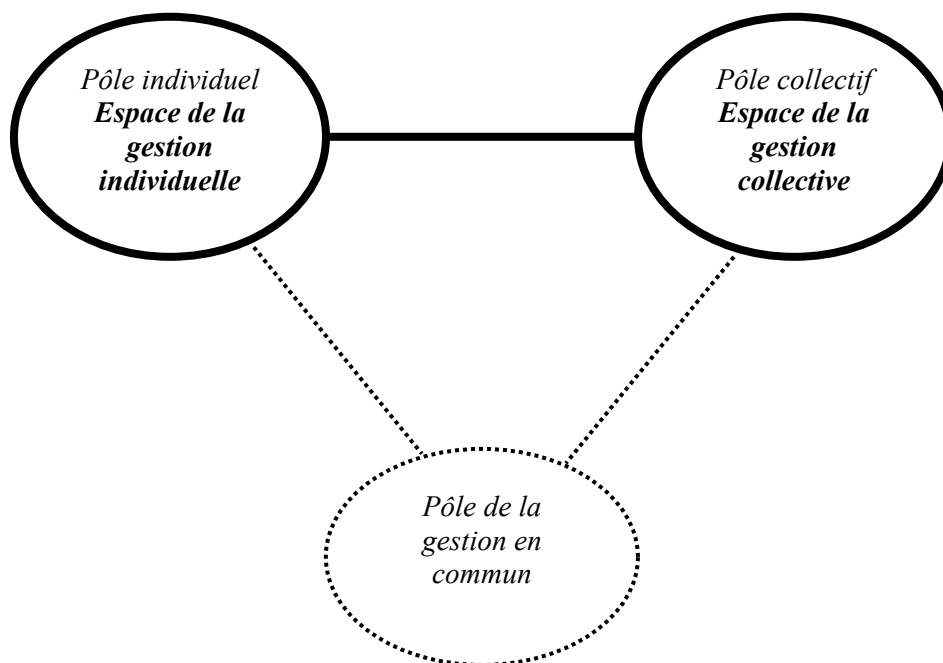 Pôle individuel
Espace de la
gestion
individuelle
Pôle collectif
Espace de la
gestion
collective
Pôle de la
gestion en
commun